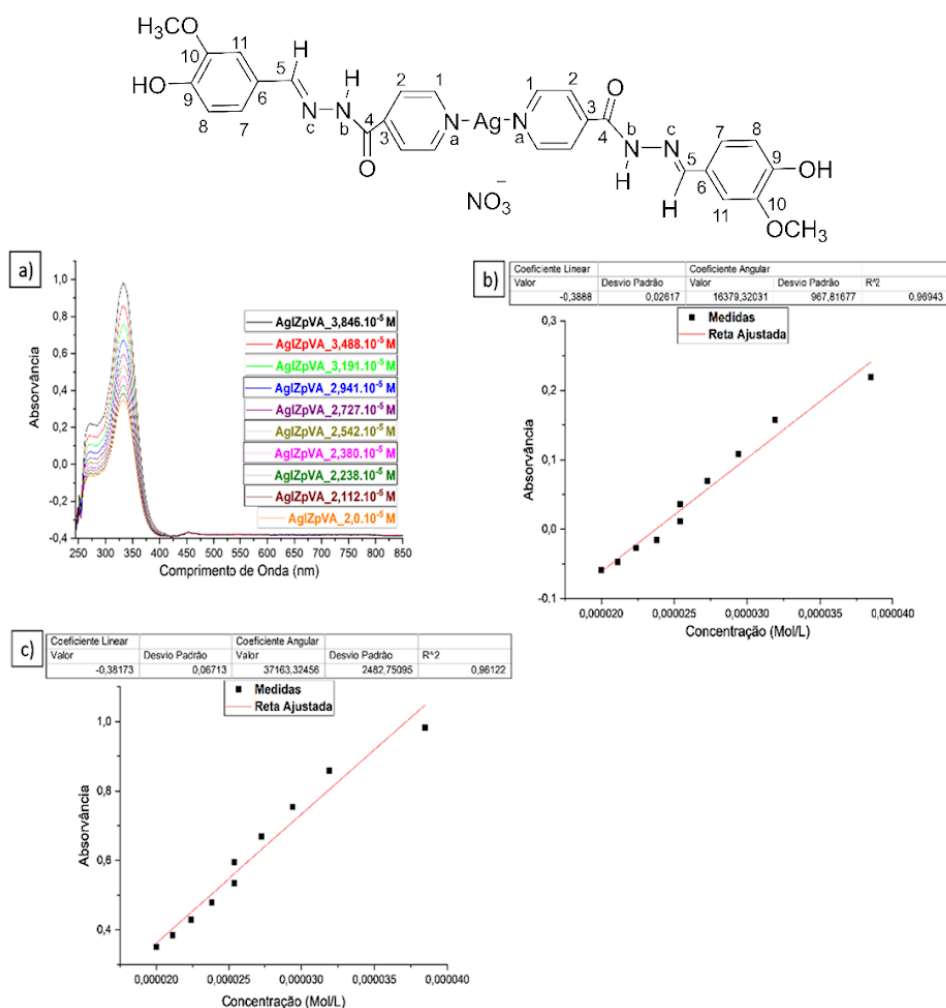 H₃CO
11
H
10
5
H
2
1
1
2
HO
9
6
N
N
4
3
N
Ag
N
3
O
8
7
c
b
a
a
4
b
c
7
8
O
N
N
5
9
OH
H
6
10
NO₃⁻
H
11
OCH₃
a)
1,0
0,8
0,6
0,4
0,2
0,0
-0,2
-0,4
Absorvância
AgIZpVA_3,846.10⁻⁵ M
AgIZpVA_3,488.10⁻⁵ M
AgIZpVA_3,191.10⁻⁵ M
AgIZpVA_2,941.10⁻⁵ M
AgIZpVA_2,727.10⁻⁵ M
AgIZpVA_2,542.10⁻⁵ M
AgIZpVA_2,380.10⁻⁵ M
AgIZpVA_2,238.10⁻⁵ M
AgIZpVA_2,112.10⁻⁵ M
AgIZpVA_2,0.10⁻⁵ M
250 300 350 400 450 500 550 600 650 700 750 800 850
Comprimento de Onda (nm)
b)
Coeficiente Linear Coeficiente Angular
Valor Desvio Padrão Valor Desvio Padrão R^2
-0,3888 0,02617 16379,32031 967,81677 0,96943
Medidas
Reta Ajustada
0,3
0,2
0,1
0,0
-0,1
Absorvância
0,000020 0,000025 0,000030 0,000035 0,000040
Concentração (Mol/L)
c)
Coeficiente Linear Coeficiente Angular
Valor Desvio Padrão Valor Desvio Padrão R^2
-0,38173 0,06713 37163,32456 2482,75095 0,96122
Medidas
Reta Ajustada
1,0
0,8
0,6
0,4
Absorvância
0,000020 0,000025 0,000030 0,000035 0,000040
Concentração (Mol/L)